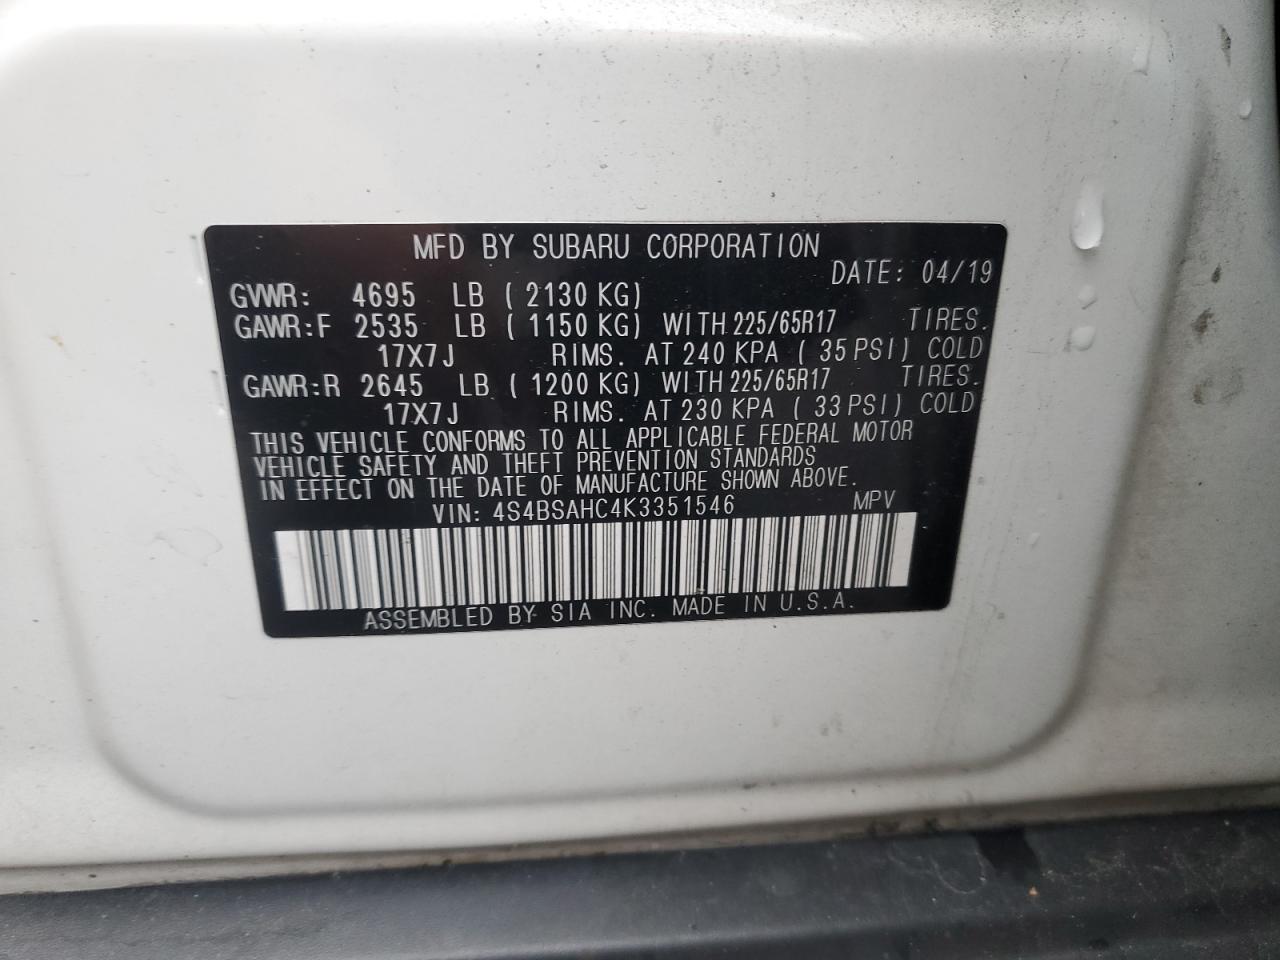 MFD BY SUBARU CORPORATION
DATE: 04/19
GVWR: 4695 LB ( 2130 KG)
GAWR:F 2535 LB ( 1150 KG) WITH 225/65R17 TIRES.
17X7J RIMS. AT 240 KPA ( 35 PSI) COLD
GAWR:R 2645 LB ( 1200 KG) WITH 225/65R17 TIRES.
17X7J RIMS. AT 230 KPA ( 33 PSI) COLD
THIS VEHICLE CONFORMS TO ALL APPLICABLE FEDERAL MOTOR
VEHICLE SAFETY AND THEFT PREVENTION STANDARDS
IN EFFECT ON THE DATE OF MANUFACTURE SHOWN ABOVE.
VIN: 4S4BSAHC4K3351546 MPV
ASSEMBLED BY SIA INC. MADE IN U.S.A.